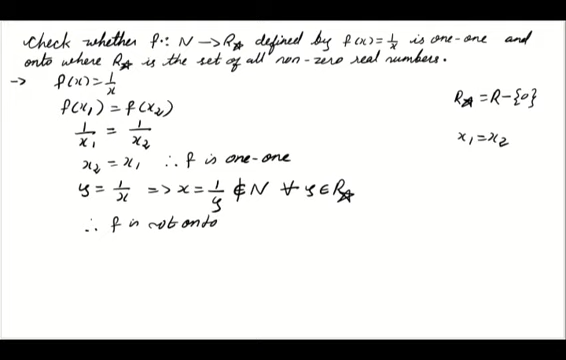 Check whether f: N → R☆ defined by f(x) = 1/x is one-one and
onto where R☆ is the set of all non-zero real numbers.
→ f(x) = 1/x
R☆ = R - {0}
f(x₁) = f(x₂)
1/x₁ = 1/x₂
x₁ = x₂
x₂ = x₁ ∴ f is one-one
y = 1/x => x = 1/y ∉ N ∀ y ∈ R☆
∴ f is not onto